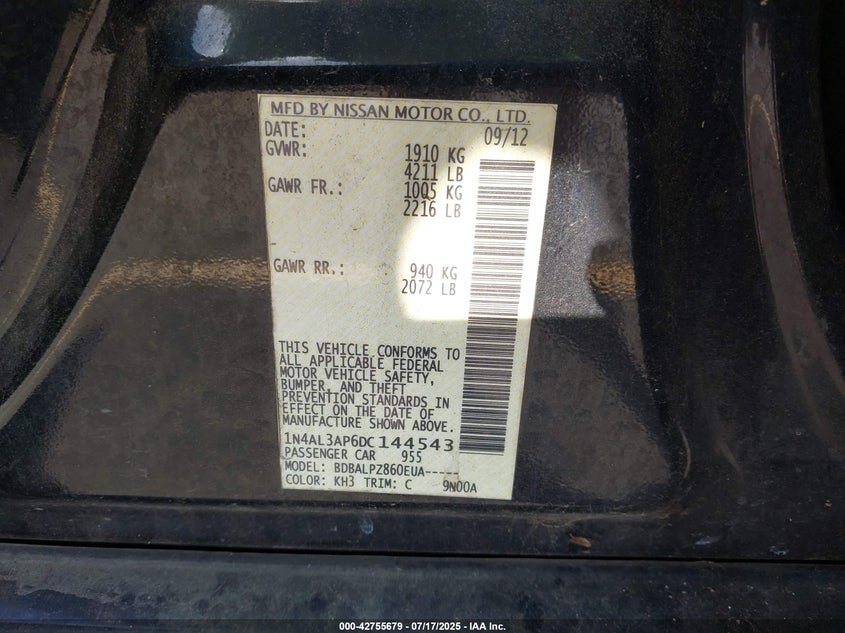 MFD BY NISSAN MOTOR CO., LTD.
DATE: 09/12
GVWR: 1910 KG
4211 LB
GAWR FR.: 1005 KG
2216 LB
GAWR RR.: 940 KG
2072 LB
THIS VEHICLE CONFORMS TO
ALL APPLICABLE FEDERAL
MOTOR VEHICLE SAFETY,
BUMPER, AND THEFT
PREVENTION STANDARDS IN
EFFECT ON THE DATE OF
MANUFACTURE SHOWN ABOVE.
1N4AL3AP6DC144543
PASSENGER CAR 955
MODEL: BDBALPZ860EUA-----
COLOR: KH3 TRIM: C 9N00A
000-42755679 / 07/17/2025 - IAA Inc.